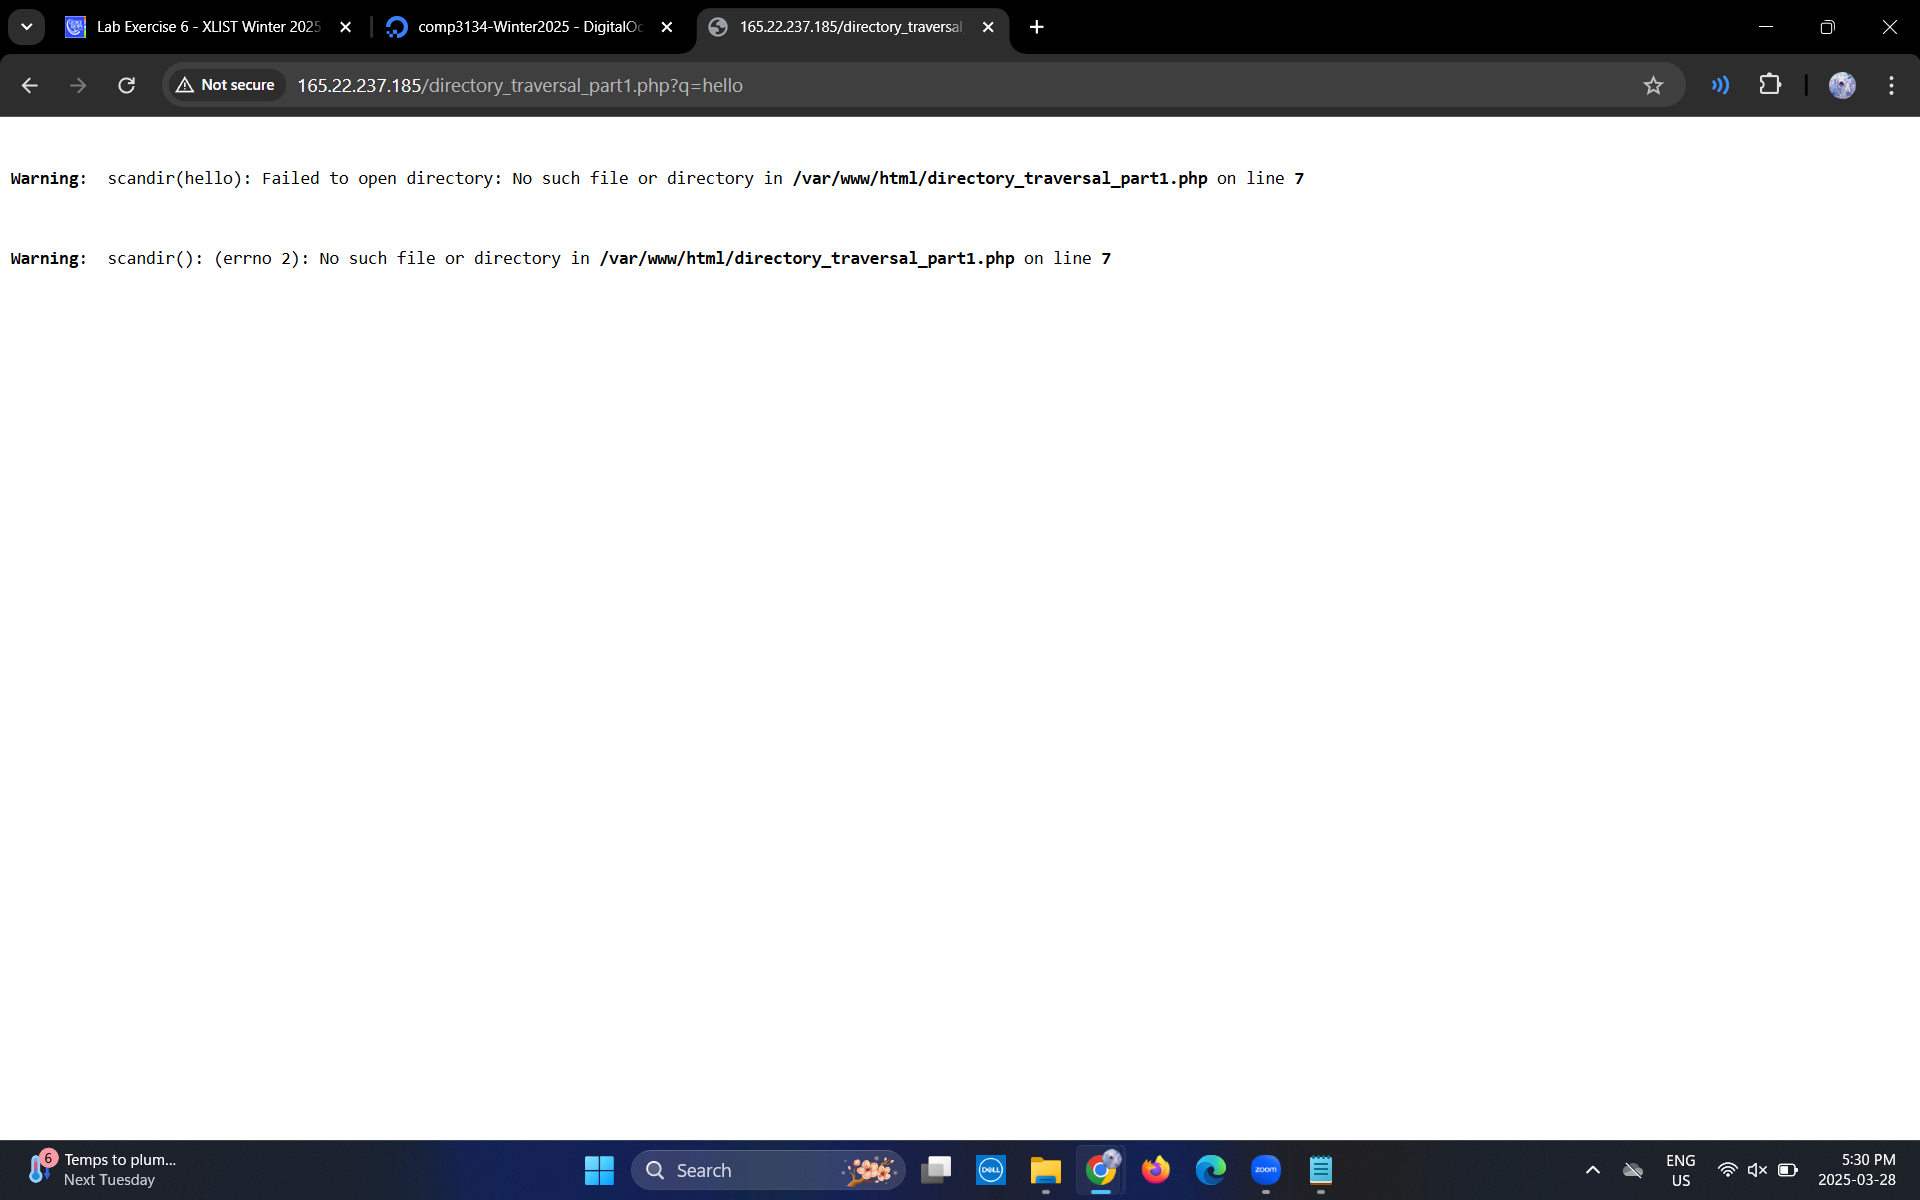 Lab Exercise 6 - XLIST Winter 2025
comp3134-Winter2025 - DigitalOc
165.22.237.185/directory_traversal
Not secure
165.22.237.185/directory_traversal_part1.php?q=hello
Warning:  scandir(hello): Failed to open directory: No such file or directory in /var/www/html/directory_traversal_part1.php on line 7
Warning:  scandir(): (errno 2): No such file or directory in /var/www/html/directory_traversal_part1.php on line 7
6
Temps to plum...
Next Tuesday
Search
DELL
zoom
ENG
US
5:30 PM
2025-03-28